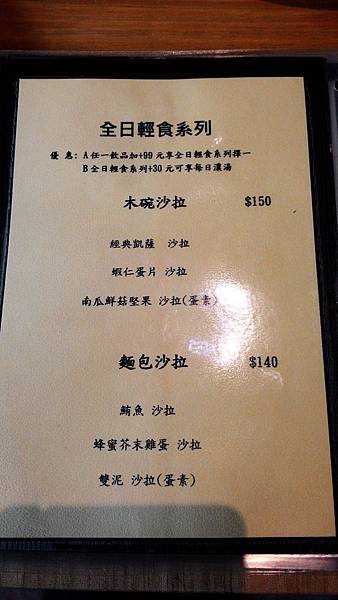 全日輕食系列
優 惠: A任一飲品加+99 元享全日輕食系列擇一
B全日輕食系列+30 元可享每日濃湯
木碗沙拉 $150
經典凱薩 沙拉
蝦仁蛋片 沙拉
南瓜鮮菇堅果 沙拉(蛋素)
麵包沙拉 $140
鮪魚 沙拉
蜂蜜芥末雞蛋 沙拉
雙泥 沙拉(蛋素)